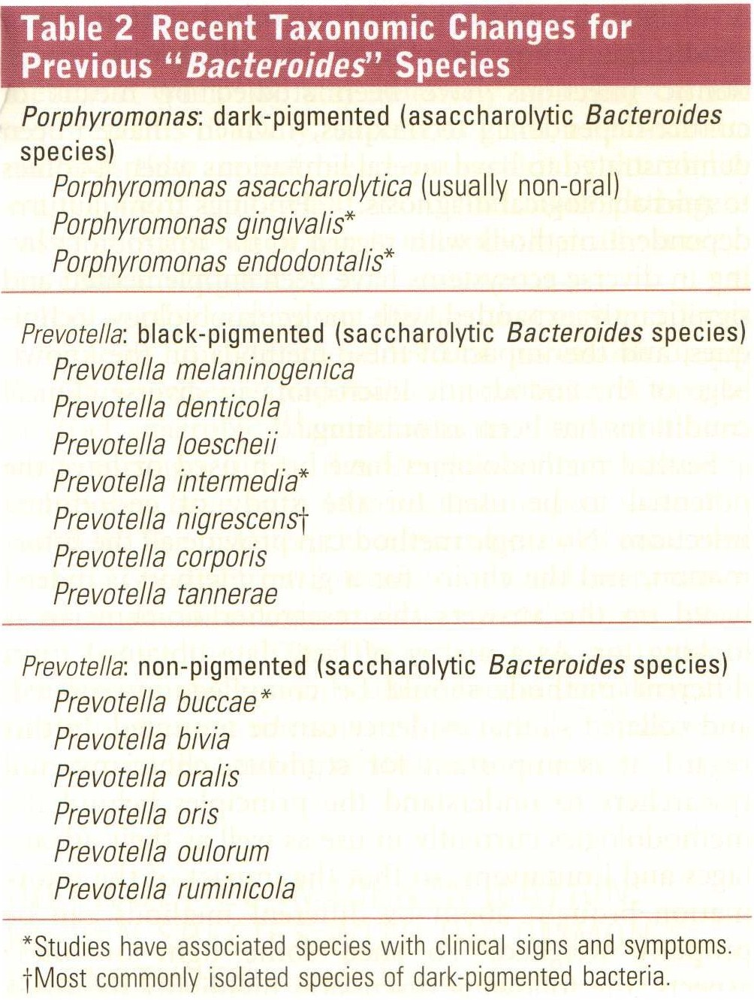 Table 2 Recent Taxonomic Changes for
Previous “Bacteroides” Species
Porphyromonas: dark-pigmented (asaccharolytic Bacteroides
species)
Porphyromonas asaccharolytica (usually non-oral)
Porphyromonas gingivalis*
Porphyromonas endodontalis*
Prevotella: black-pigmented (saccharolytic Bacteroides species)
Prevotella melaninogenica
Prevotella denticola
Prevotella loescheii
Prevotella intermedia*
Prevotella nigrescens†
Prevotella corporis
Prevotella tannerae
Prevotella: non-pigmented (saccharolytic Bacteroides species)
Prevotella buccae*
Prevotella bivia
Prevotella oralis
Prevotella oris
Prevotella oulorum
Prevotella ruminicola
*Studies have associated species with clinical signs and symptoms.
†Most commonly isolated species of dark-pigmented bacteria.